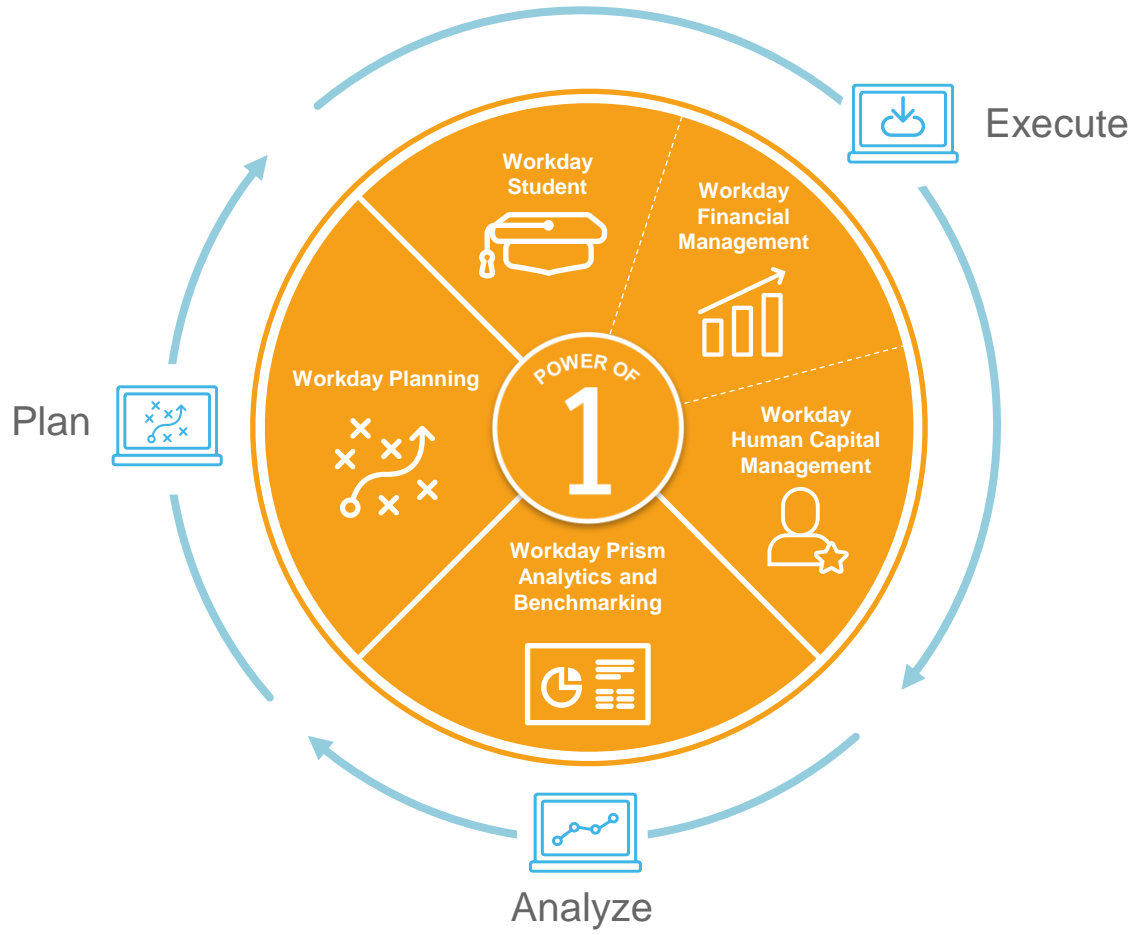 Execute
Workday
Student
Workday
Financial
Management
Plan
Workday Planning
POWER OF
1
Workday
Human Capital
Management
Workday Prism
Analytics and
Benchmarking
Analyze